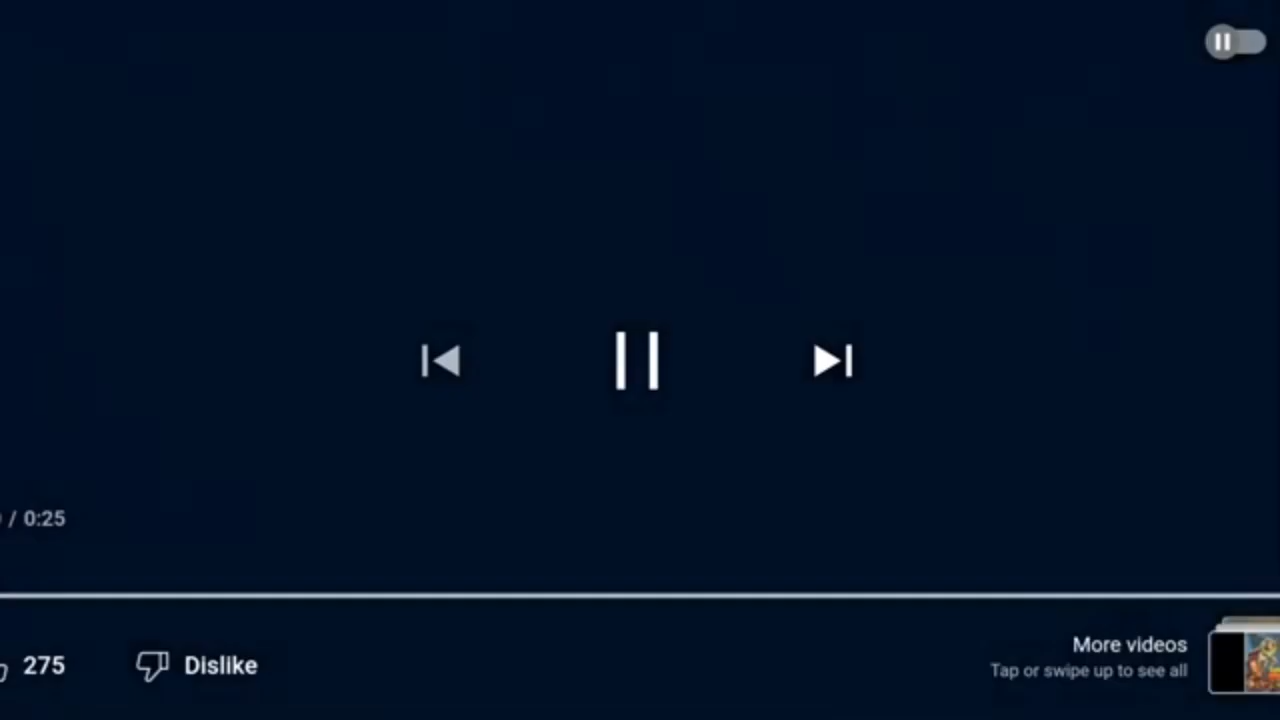 / 0:25
275
Dislike
More videos
Tap or swipe up to see all